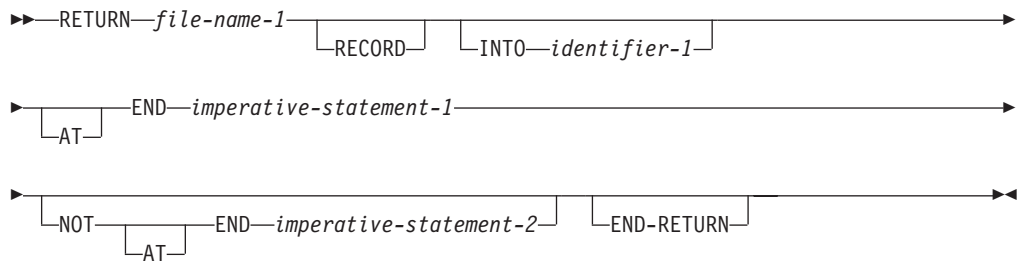 RETURN file-name-1
RECORD INTO identifier-1
END imperative-statement-1
AT
NOT END imperative-statement-2 END-RETURN
AT